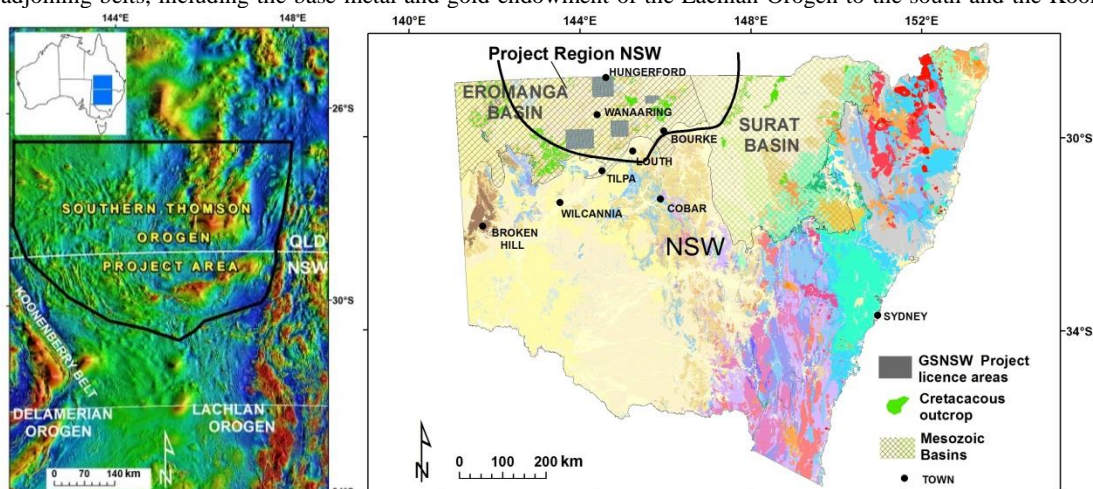 adjoining belts, including the base metal and gold endowment of the Lachlan Orogen to the south and the
144°E
148°E
26°S
SOUTHERN THOMSON
OROGEN
PROJECT AREA
QLD
NSW
30°S
KOONENBERRY BELT
DELAMERIAN
OROGEN
LACHLAN
OROGEN
N
0 70 140 km
140°E
144°E
148°E
152°E
Project Region NSW
HUNGERFORD
EROMANGA
BASIN
WANAARING
BOURKE
SURAT
BASIN
30°S
LOUTH
TILPA
WILCANNIA
COBAR
BROKEN
HILL
NSW
SYDNEY
34°S
GSNSW Project
licence areas
Cretacacous
outcrop
Mesozoic
Basins
TOWN
N
0 50 100 200 km